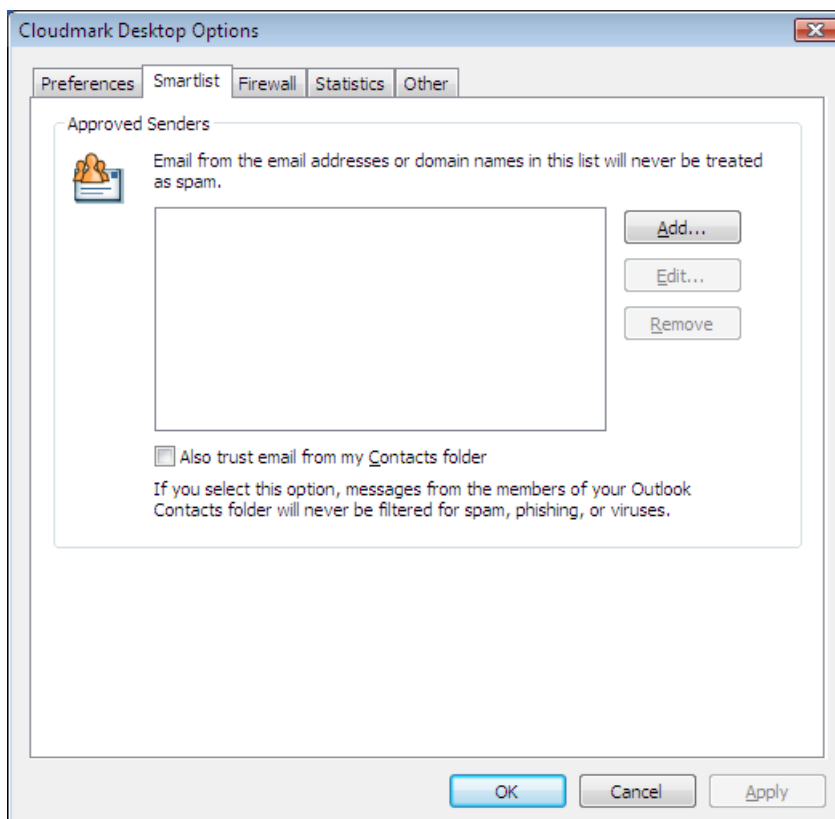 Cloudmark Desktop Options
Preferences Smartlist Firewall Statistics Other
Approved Senders
Email from the email addresses or domain names in this list will never be treated
as spam.
Add...
Edit...
Remove
Also trust email from my Contacts folder
If you select this option, messages from the members of your Outlook
Contacts folder will never be filtered for spam, phishing, or viruses.
OK Cancel Apply